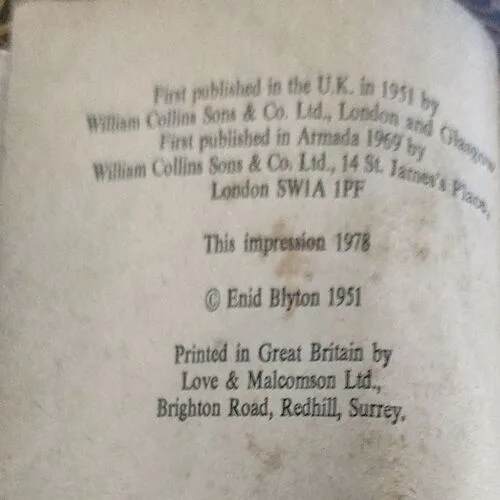 First published in the U.K. in 1951 by
William Collins Sons & Co. Ltd., London and Glasgow
First published in Armada 1969 by
William Collins Sons & Co. Ltd., 14 St. James's Place,
London SW1A 1PF
This impression 1978
© Enid Blyton 1951
Printed in Great Britain by
Love & Malcomson Ltd.,
Brighton Road, Redhill, Surrey.